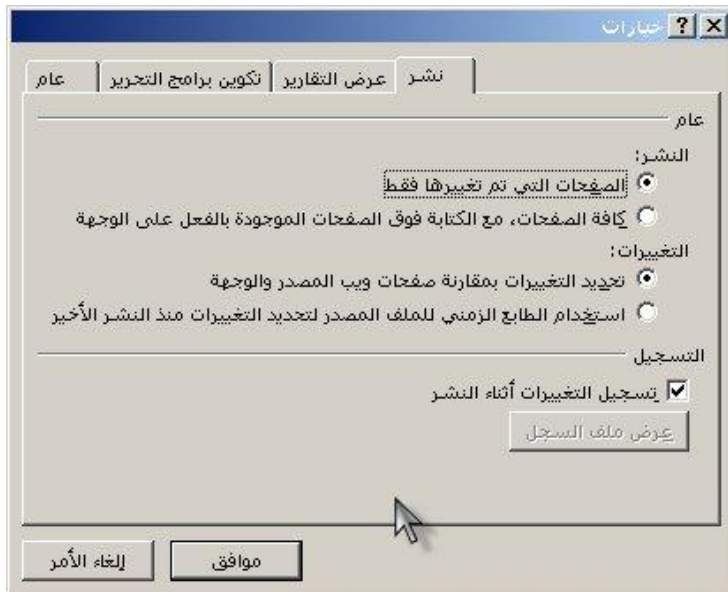 خيارات
نشر
عرض التقارير
تكوين برامج التحرير
عام
عام
النشر:
الصفحات التي تم تغييرها فقط
كافة الصفحات، مع الكتابة فوق الصفحات الموجودة بالفعل على الوجهة
التغييرات:
تحديد التغييرات بمقارنة صفحات ويب المصدر والوجهة
استخدام الطابع الزمني للملف المصدر لتحديد التغييرات منذ النشر الأخير
التسجيل
تسجيل التغييرات أثناء النشر
عرض ملف السجل
موافق
إلغاء الأمر